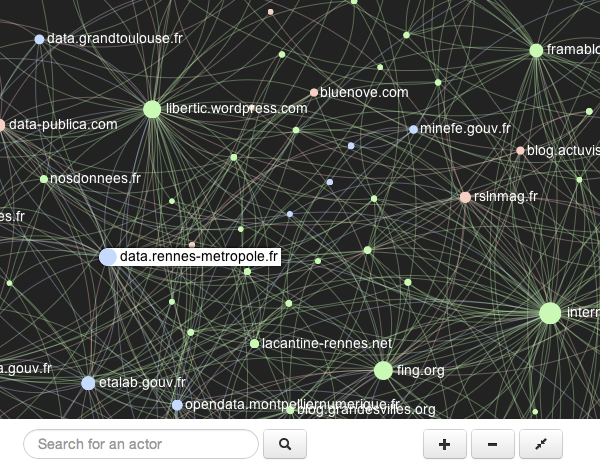 data.grandtoulouse.fr
framablo
bluenove.com
libertic.wordpress.com
data-publica.com
minefe.gouv.fr
blog.actuvis
nosdonnees.fr
rslnmag.fr
es.fr
data.rennes-metropole.fr
intern
lacantine-rennes.net
a.gouv.fr
fing.org
etalab.gouv.fr
opendata.montpelliernumerique.fr
blog.grandesvilles.org
Search for an actor